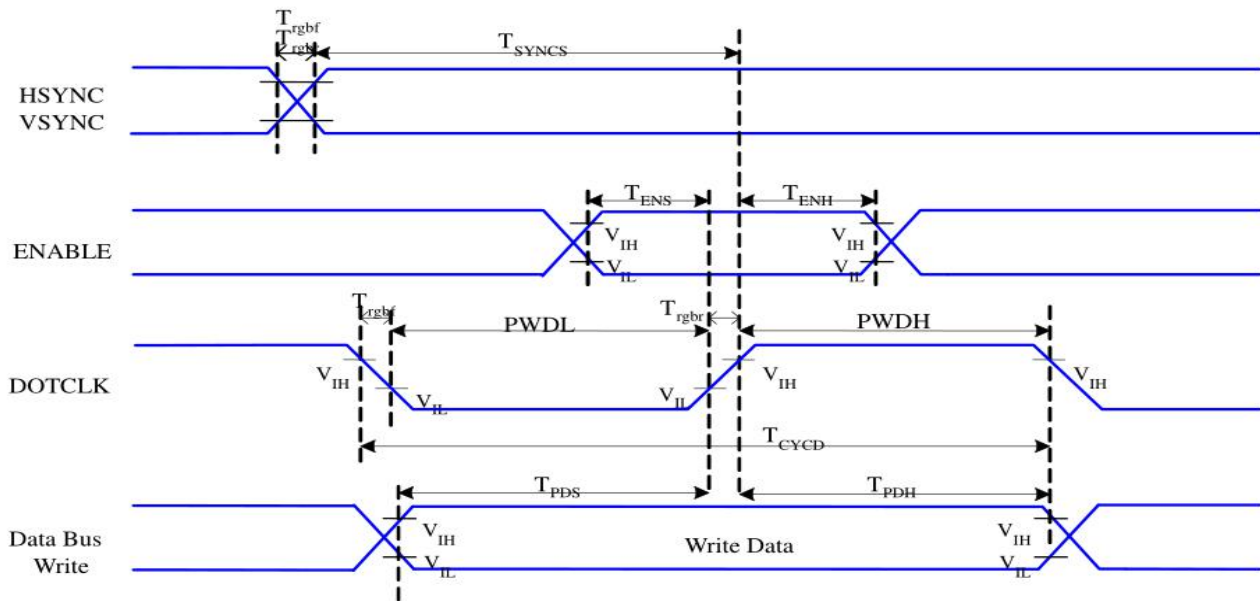 Trgbf
Trgbr
TSYNCS
HSYNC
VSYNC
TENS
TENH
ENABLE
VIH
VIH
VIL
VIL
Trgbf
PWDL
Trgbr
PWDH
DOTCLK
VIH
VIL
VIL
VIH
VIH
TCYCD
TPDS
TPDH
Data Bus
Write
VIH
VIL
Write Data
VIH
VIL